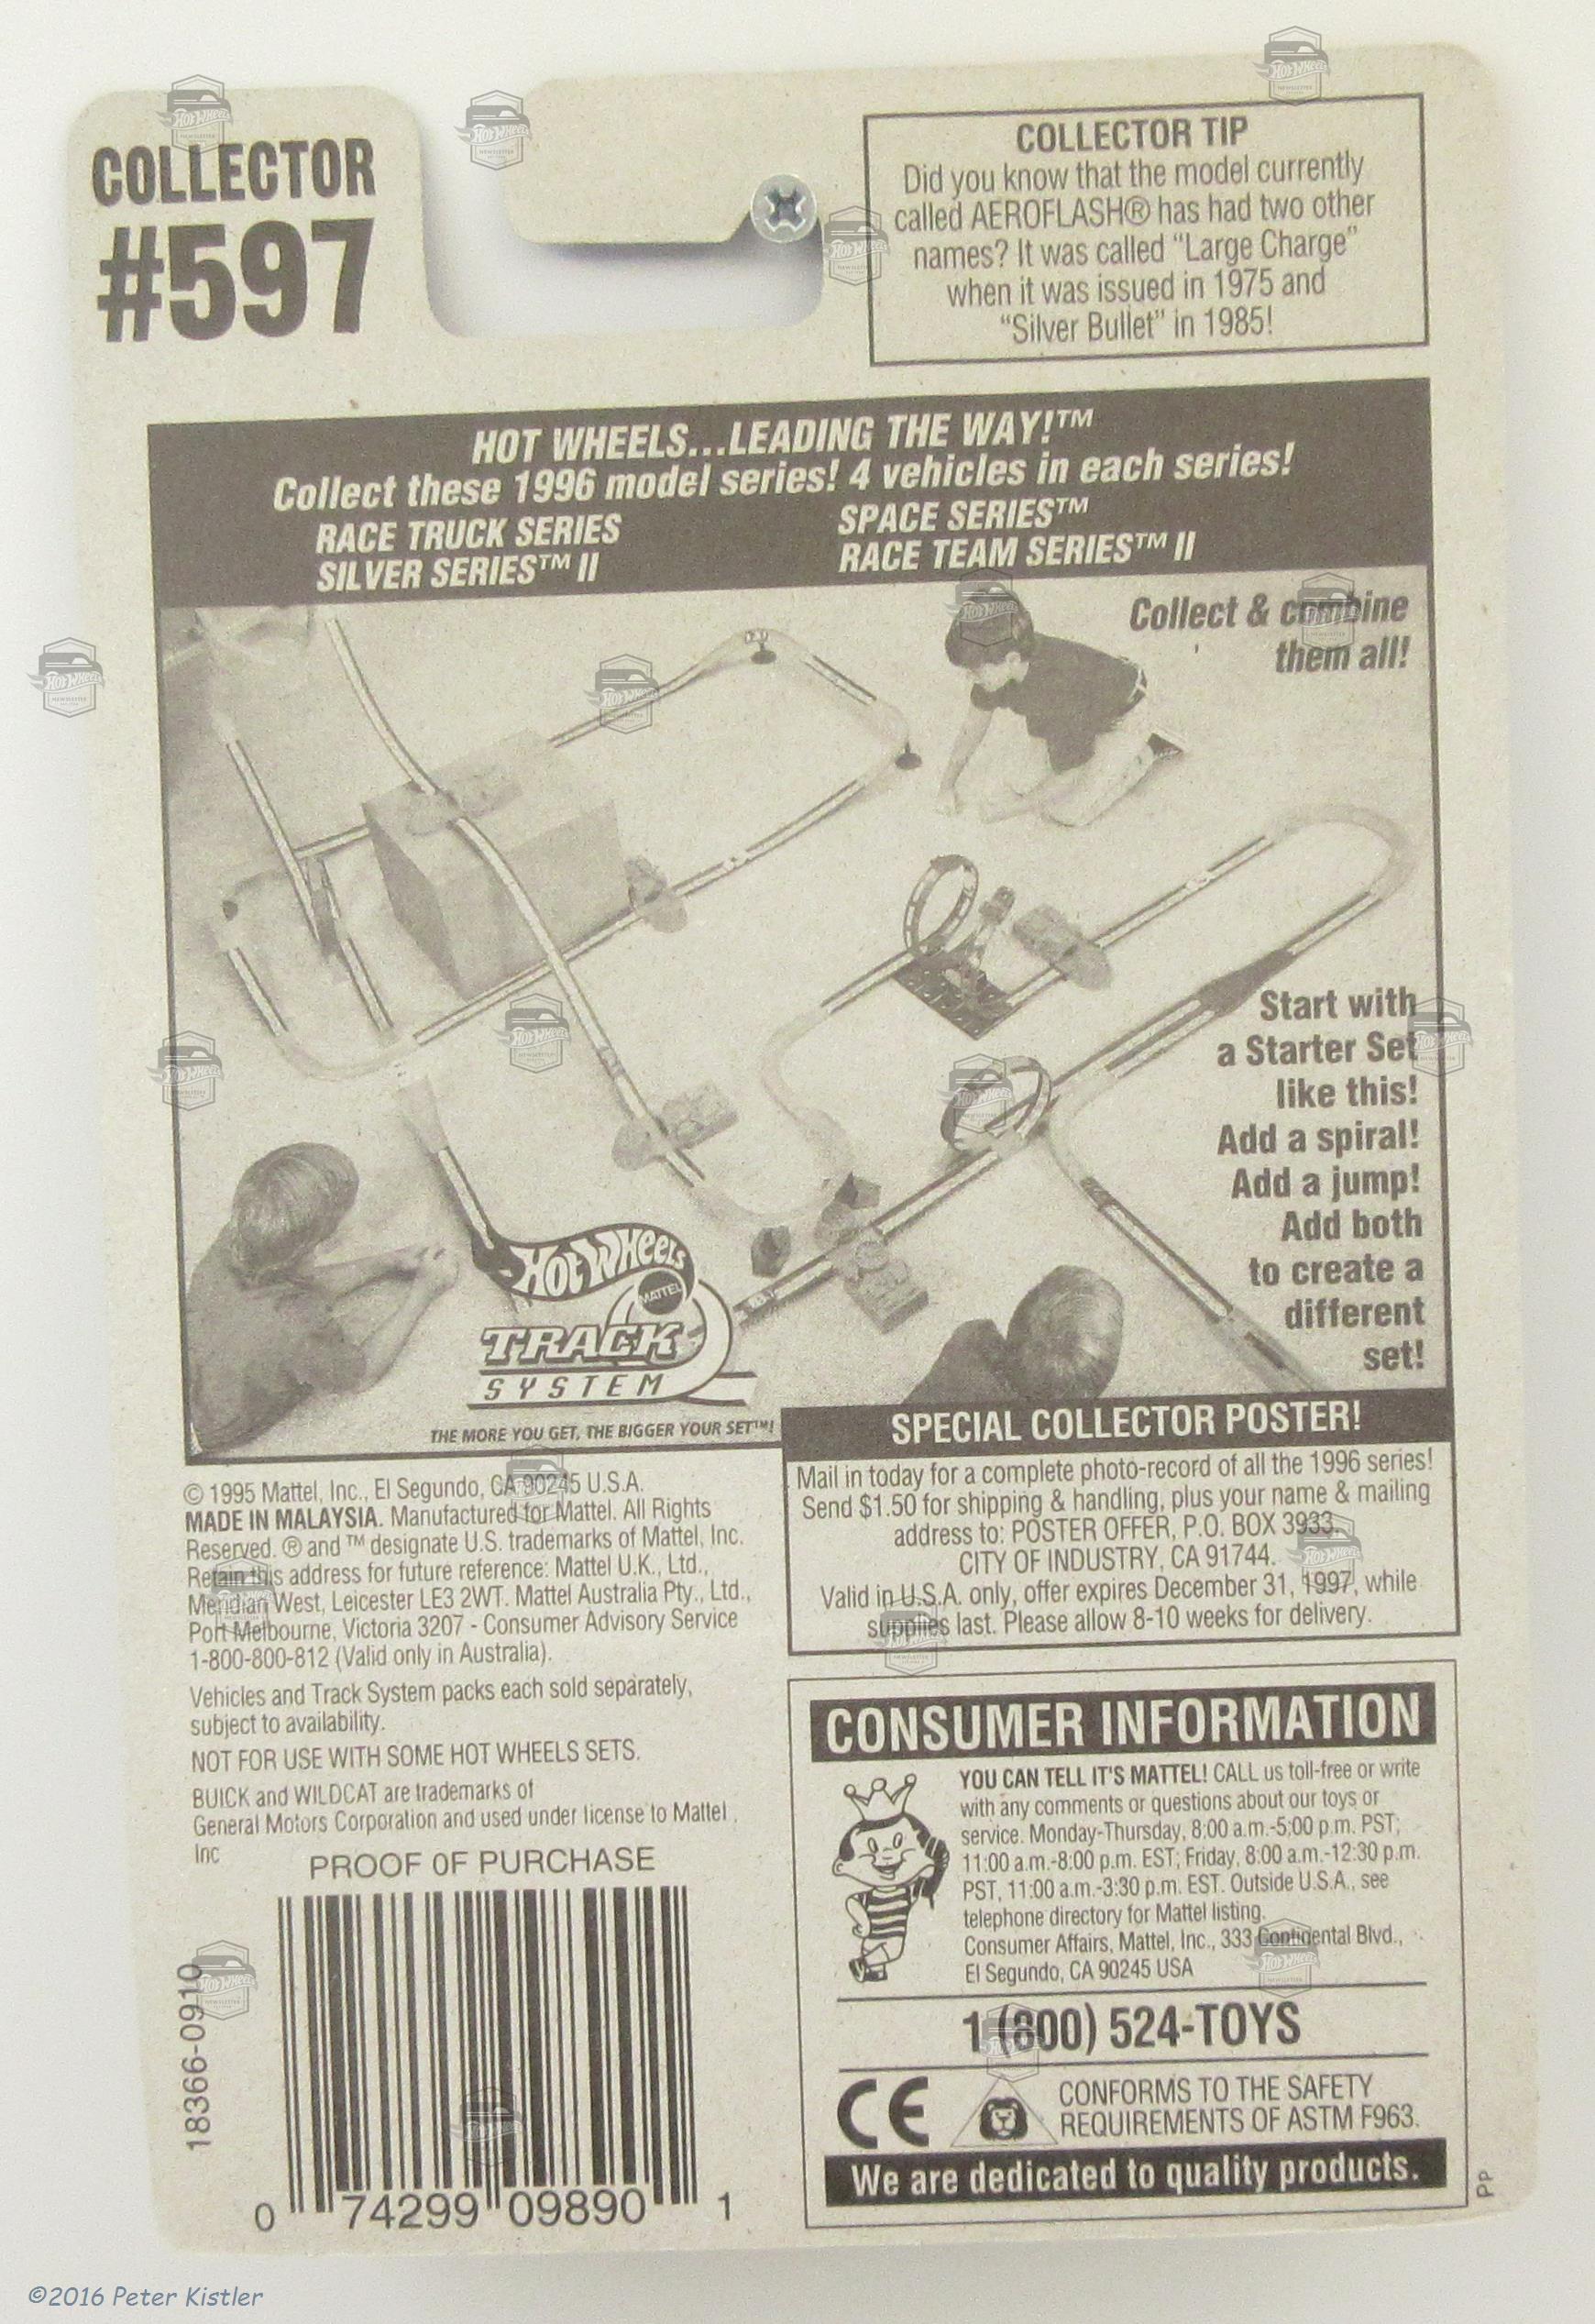 COLLECTOR
#597
COLLECTOR TIP
Did you know that the model currently
called AEROFLASH® has had two other
names? It was called “Large Charge”
when it was issued in 1975 and
“Silver Bullet” in 1985!
HOT WHEELS...LEADING THE WAY!™
Collect these 1996 model series! 4 vehicles in each series!
RACE TRUCK SERIES
SILVER SERIES™ II
SPACE SERIES™
RACE TEAM SERIES™ II
Collect & combine
them all!
Start with
a Starter Set
like this!
Add a spiral!
Add a jump!
Add both
to create a
different
set!
HOT WHEELS
MATTEL
TRACK
SYSTEM
THE MORE YOU GET, THE BIGGER YOUR SET™!
SPECIAL COLLECTOR POSTER!
Mail in today for a complete photo-record of all the 1996 series!
Send $1.50 for shipping & handling, plus your name & mailing
address to: POSTER OFFER, P.O. BOX 3933,
CITY OF INDUSTRY, CA 91744.
Valid in U.S.A. only, offer expires December 31, 1997, while
supplies last. Please allow 8-10 weeks for delivery.
© 1995 Mattel, Inc., El Segundo, CA 90245 U.S.A.
MADE IN MALAYSIA. Manufactured for Mattel. All Rights
Reserved. ® and ™ designate U.S. trademarks of Mattel, Inc.
Retain this address for future reference: Mattel U.K., Ltd.,
Meridian West, Leicester LE3 2WT. Mattel Australia Pty., Ltd.,
Port Melbourne, Victoria 3207 - Consumer Advisory Service
1-800-800-812 (Valid only in Australia).
Vehicles and Track System packs each sold separately,
subject to availability.
NOT FOR USE WITH SOME HOT WHEELS SETS.
BUICK and WILDCAT are trademarks of
General Motors Corporation and used under license to Mattel,
Inc
PROOF OF PURCHASE
18366-0910
0 74299 09890 1
CONSUMER INFORMATION
YOU CAN TELL IT'S MATTEL! CALL us toll-free or write
with any comments or questions about our toys or
service. Monday-Thursday, 8:00 a.m.-5:00 p.m. PST;
11:00 a.m.-8:00 p.m. EST; Friday, 8:00 a.m.-12:30 p.m.
PST, 11:00 a.m.-3:30 p.m. EST. Outside U.S.A., see
telephone directory for Mattel listing.
Consumer Affairs, Mattel, Inc., 333 Continental Blvd.,
El Segundo, CA 90245 USA
1 (800) 524-TOYS
CE
CONFORMS TO THE SAFETY
REQUIREMENTS OF ASTM F963.
We are dedicated to quality products.
PP
©2016 Peter Kistler